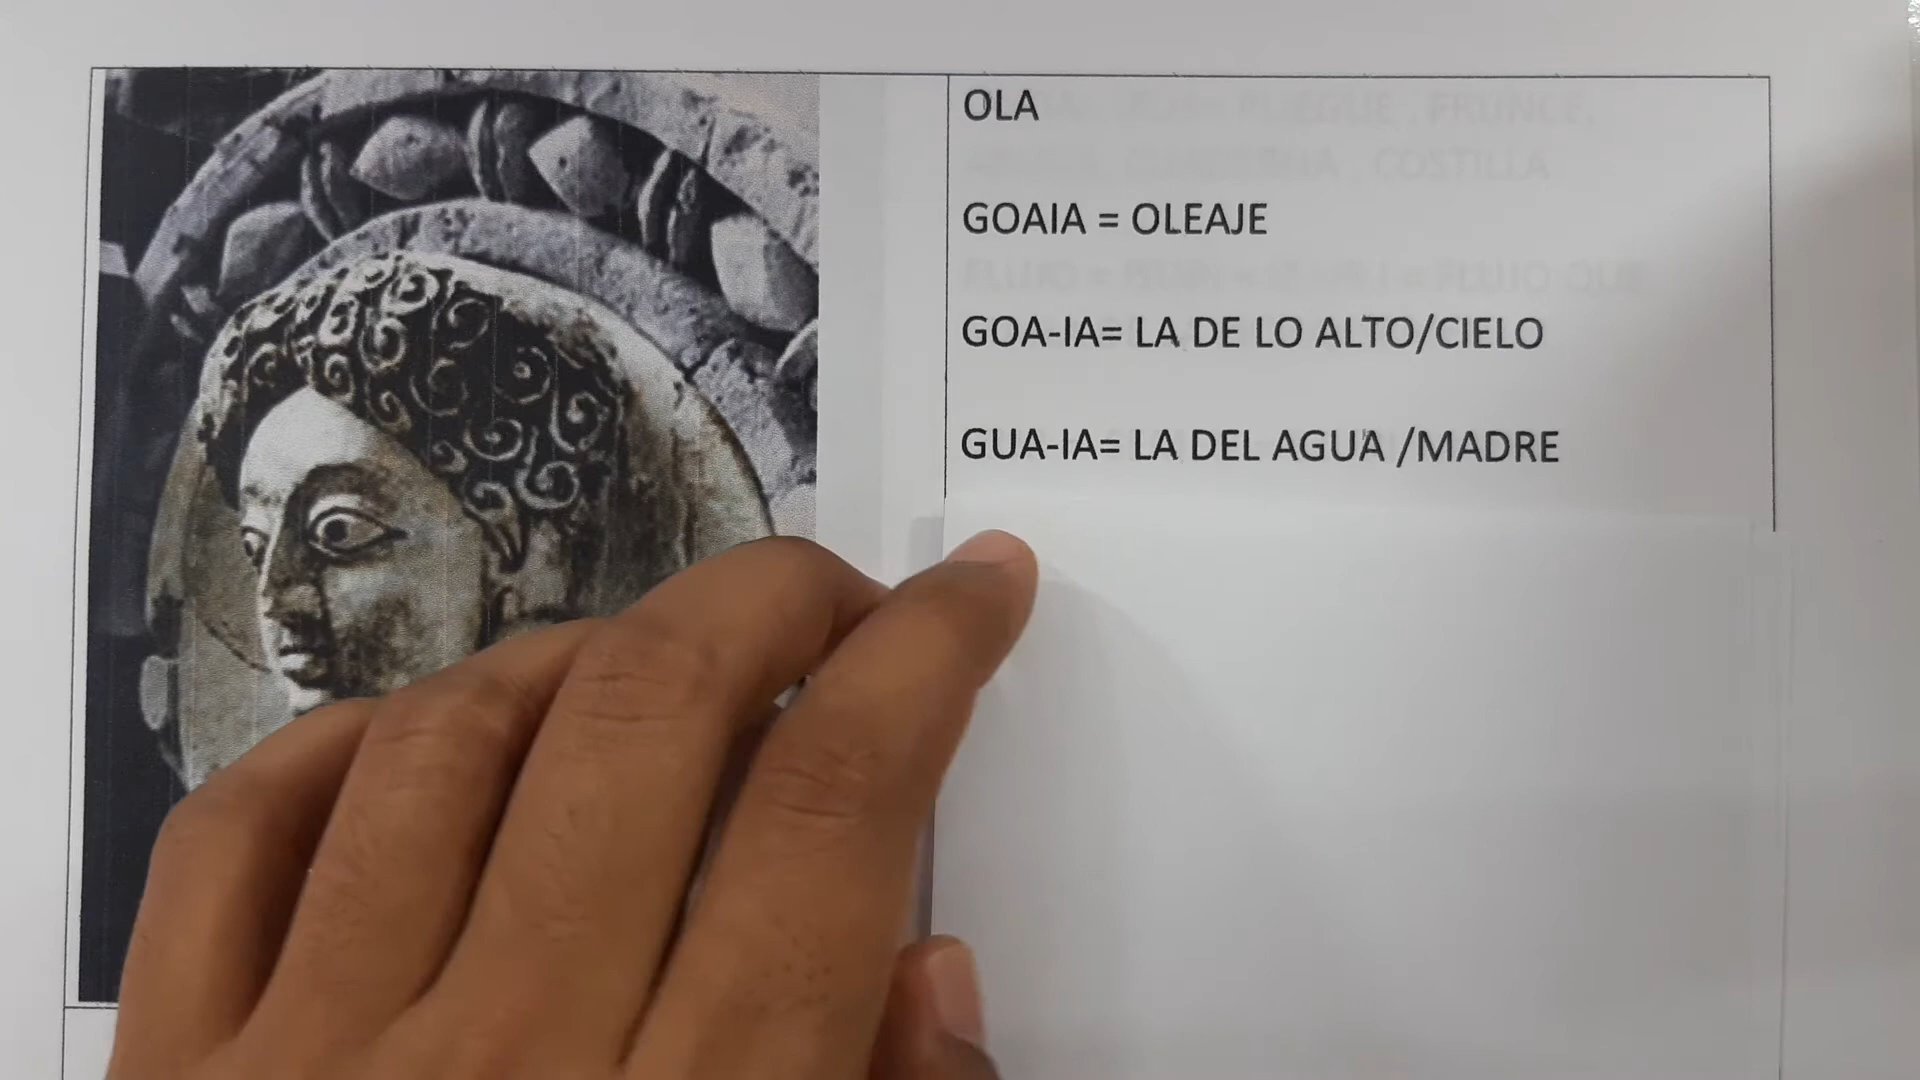 OLA
GOAIA = OLEAJE
GOA-IA= LA DE LO ALTO/CIELO
GUA-IA= LA DEL AGUA /MADRE